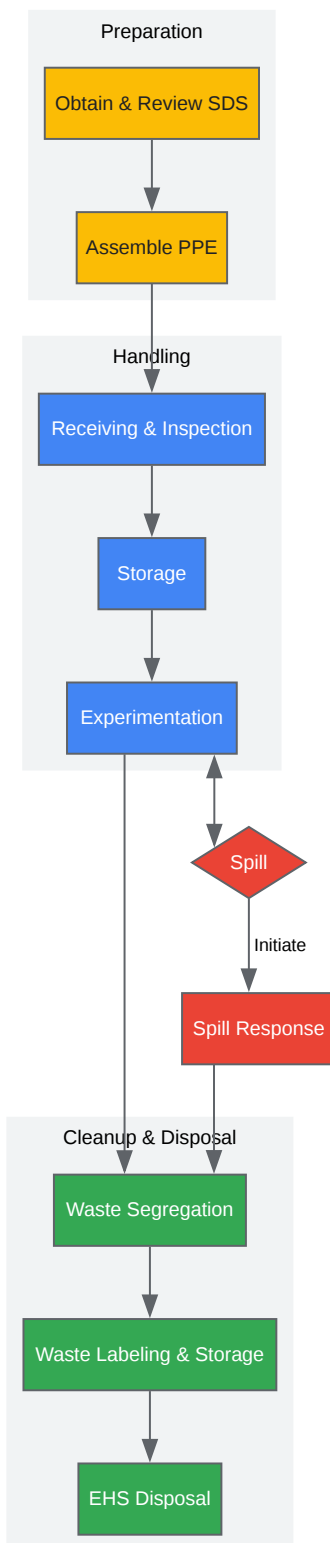 Preparation
Obtain & Review SDS
Assemble PPE
Handling
Receiving & Inspection
Storage
Experimentation
Spill
Initiate
Spill Response
Cleanup & Disposal
Waste Segregation
Waste Labeling & Storage
EHS Disposal